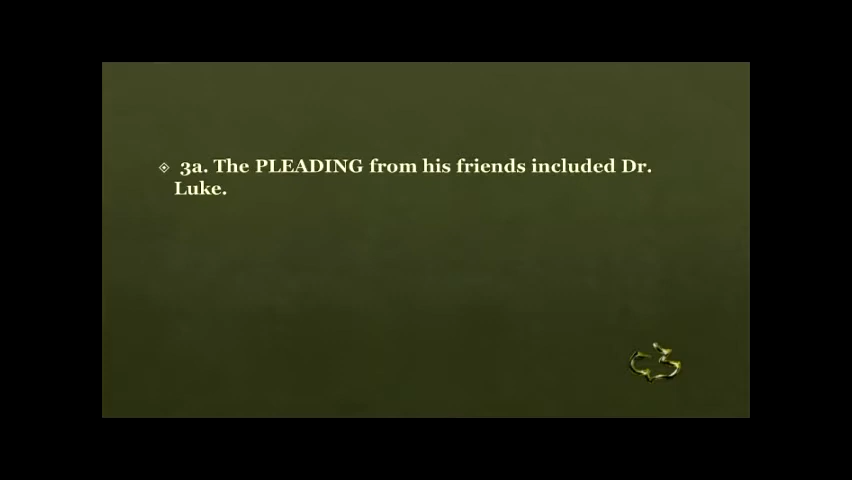 3a. The PLEADING from his friends included Dr.
Luke.